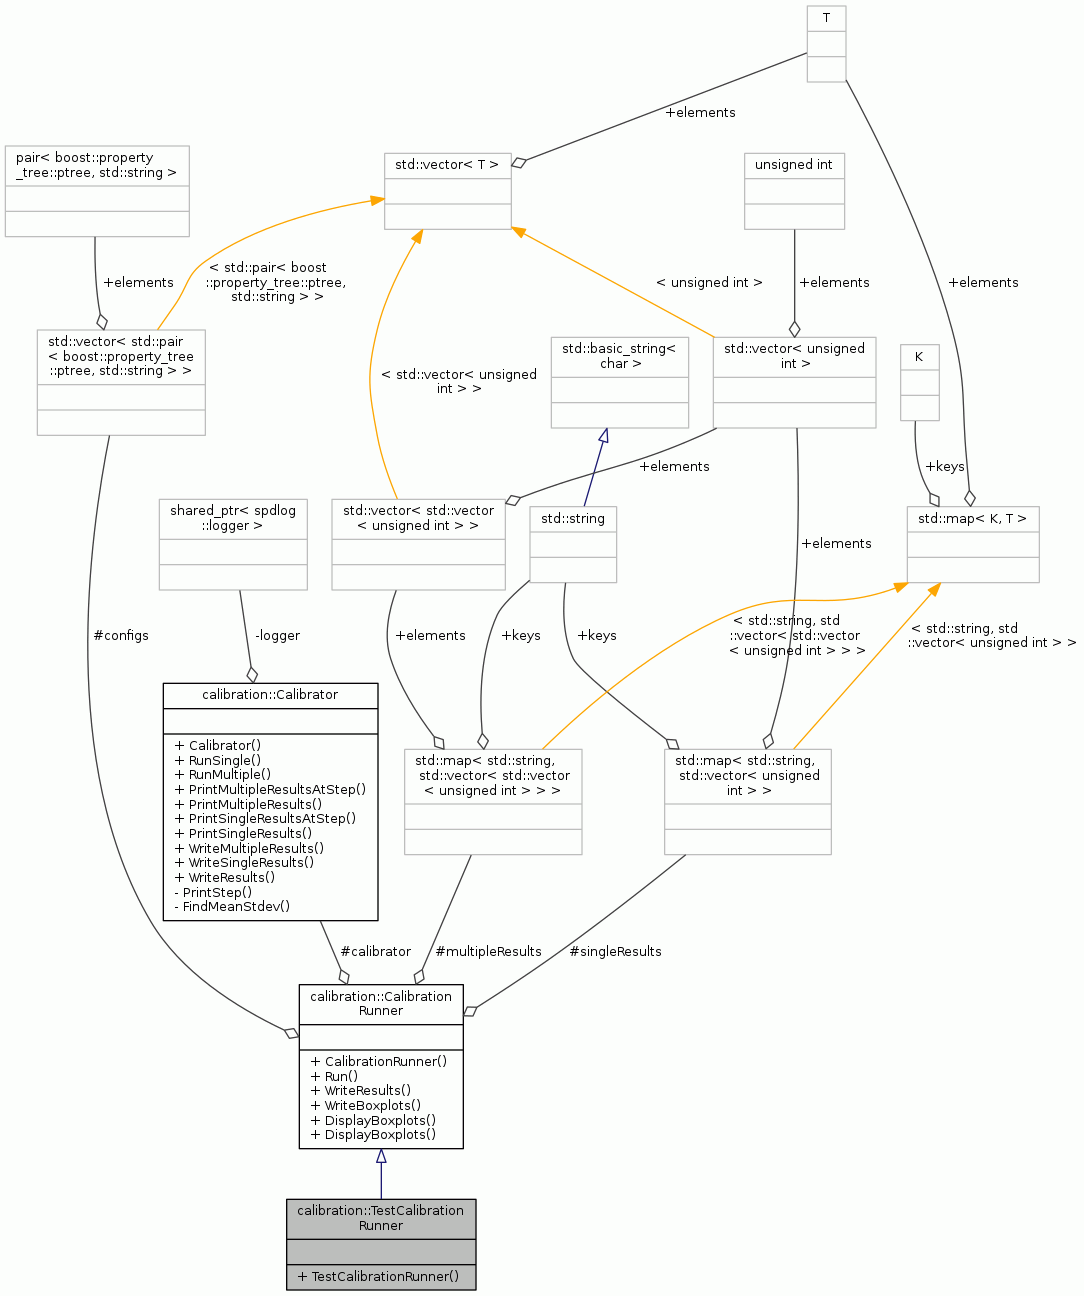 T
+elements
pair< boost::property
_tree::ptree, std::string >
std::vector< T >
unsigned int
< std::pair< boost
::property_tree::ptree,
std::string > >
+elements
< unsigned int >
+elements
+elements
std::vector< std::pair
< boost::property_tree
::ptree, std::string > >
std::basic_string<
char >
std::vector< unsigned
int >
K
< std::vector< unsigned
int > >
+elements
+keys
shared_ptr< spdlog
::logger >
std::vector< std::vector
< unsigned int > >
std::string
std::map< K, T >
+elements
#configs
-logger
+elements
+keys
+keys
< std::string, std
::vector< std::vector
< unsigned int > > >
< std::string, std
::vector< unsigned int > >
calibration::Calibrator
+ Calibrator()
+ RunSingle()
+ RunMultiple()
+ PrintMultipleResultsAtStep()
+ PrintMultipleResults()
+ PrintSingleResultsAtStep()
+ PrintSingleResults()
+ WriteMultipleResults()
+ WriteSingleResults()
+ WriteResults()
- PrintStep()
- FindMeanStdev()
std::map< std::string,
std::vector< std::vector
< unsigned int > > >
std::map< std::string,
std::vector< unsigned
int > >
#calibrator
#multipleResults
#singleResults
calibration::Calibration
Runner
+ CalibrationRunner()
+ Run()
+ WriteResults()
+ WriteBoxplots()
+ DisplayBoxplots()
+ DisplayBoxplots()
calibration::TestCalibration
Runner
+ TestCalibrationRunner()